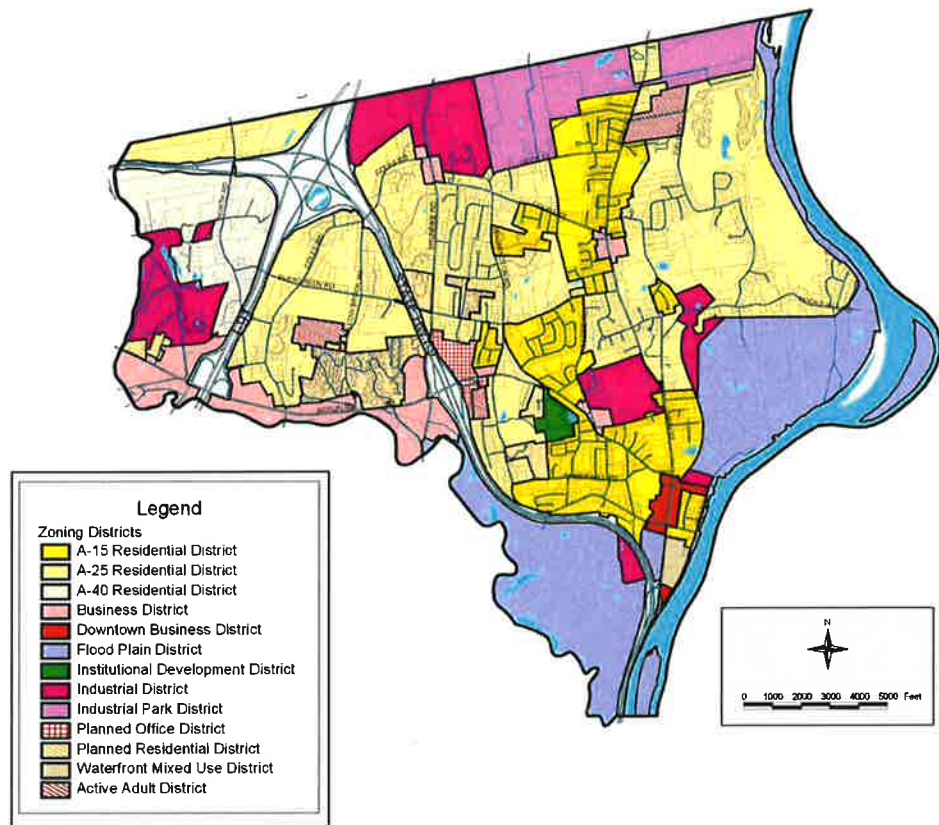 Legend
Zoning Districts
A-15 Residential District
A-25 Residential District
A-40 Residential District
Business District
Downtown Business District
Flood Plain District
Institutional Development District
Industrial District
Industrial Park District
Planned Office District
Planned Residential District
Waterfront Mixed Use District
Active Adult District
N
0 1000 2000 3000 4000 5000 Feet